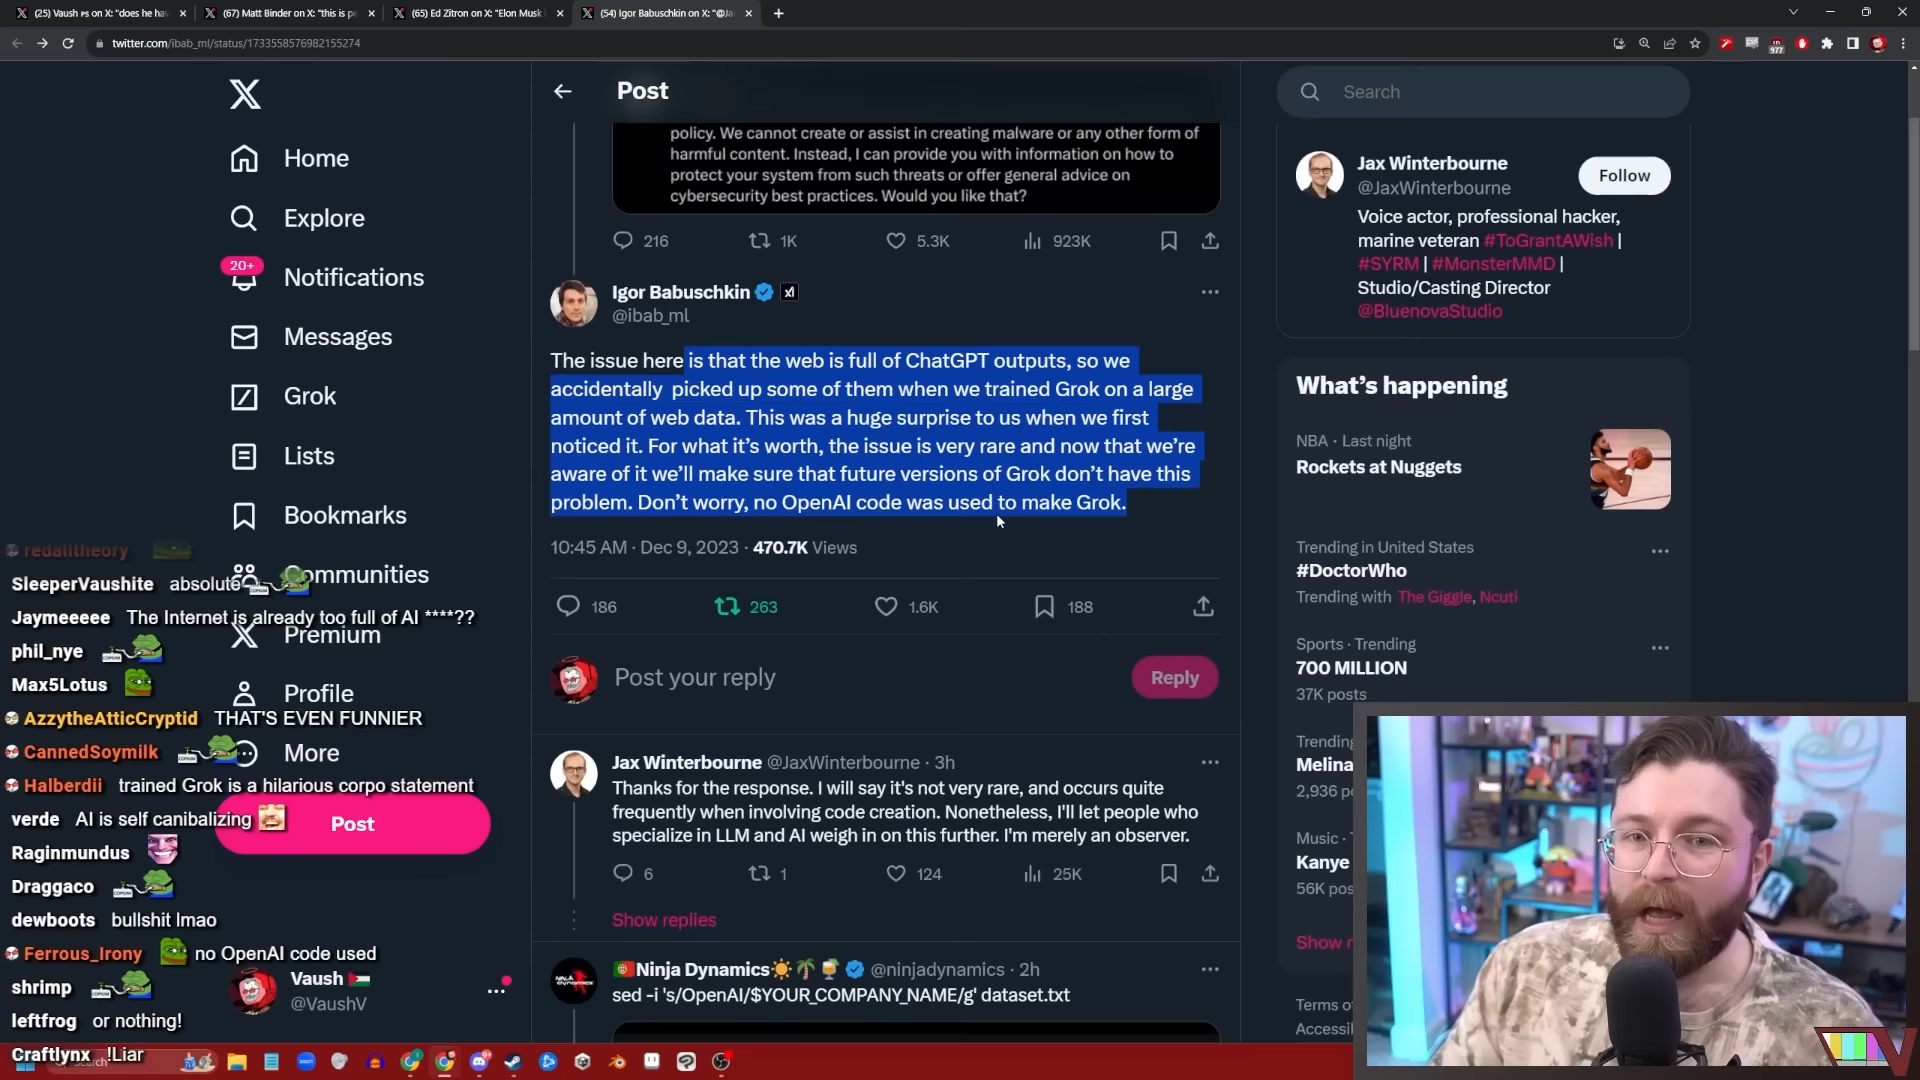 (25) Vaush 🇵🇸 on X: "does he hav
(67) Matt Binder on X: "this is pe
(65) Ed Zitron on X: "Elon Musk
(54) Igor Babuschkin on X: "@Ja
twitter.com/ibab_ml/status/1733558576982155274
977
Home
Explore
20+
Notifications
Messages
Grok
Lists
Bookmarks
Communities
Premium
Profile
More
Post
Vaush 🇵🇸
@VaushV
Post
policy. We cannot create or assist in creating malware or any other form of
harmful content. Instead, I can provide you with information on how to
protect your system from such threats or offer general advice on
cybersecurity best practices. Would you like that?
216 1K 5.3K 923K
Igor Babuschkin
@ibab_ml
The issue here is that the web is full of ChatGPT outputs, so we
accidentally picked up some of them when we trained Grok on a large
amount of web data. This was a huge surprise to us when we first
noticed it. For what it’s worth, the issue is very rare and now that we’re
aware of it we’ll make sure that future versions of Grok don’t have this
problem. Don’t worry, no OpenAI code was used to make Grok.
10:45 AM · Dec 9, 2023 · 470.7K Views
186 263 1.6K 188
Post your reply
Reply
Jax Winterbourne @JaxWinterbourne · 3h
Thanks for the response. I will say it's not very rare, and occurs quite
frequently when involving code creation. Nonetheless, I'll let people who
specialize in LLM and AI weigh in on this further. I'm merely an observer.
6 1 124 25K
Show replies
🇵🇹Ninja Dynamics☀️🌴🍹 @ninjadynamics · 2h
sed -i 's/OpenAI/$YOUR_COMPANY_NAME/g' dataset.txt
Search
Jax Winterbourne
@JaxWinterbourne
Follow
Voice actor, professional hacker,
marine veteran #ToGrantAWish |
#SYRM | #MonsterMMD |
Studio/Casting Director
@BluenovaStudio
What’s happening
NBA · Last night
Rockets at Nuggets
Trending in United States
#DoctorWho
Trending with The Giggle, Ncuti
Sports · Trending
700 MILLION
37K posts
Trending
Melina
2,936 po
Music · T
Kanye
56K pos
Show r
Terms of
Accessi
redalltheory
SleeperVaushite absolute
Jaymeeeee The Internet is already too full of AI ****??
phil_nye
Max5Lotus
AzzytheAtticCryptid THAT'S EVEN FUNNIER
CannedSoymilk
Halberdii trained Grok is a hilarious corpo statement
verde AI is self canibalizing
Raginmundus
Draggaco
dewboots bullshit lmao
Ferrous_Irony no OpenAI code used
shrimp
leftfrog or nothing!
Craftlynx !Liar